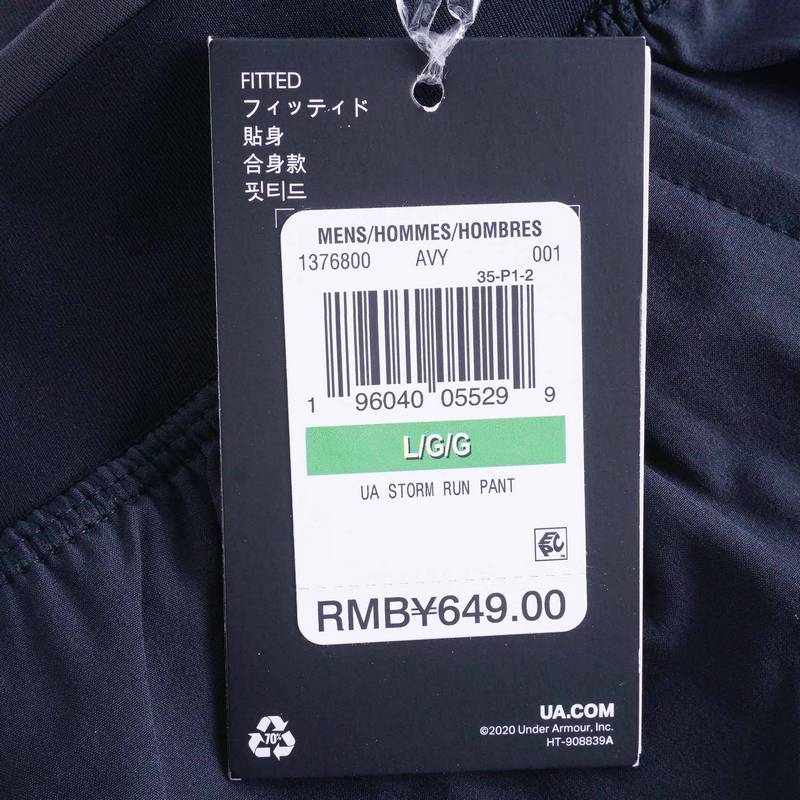 FITTED
フィッティド
貼身
合身款
핏티드
MENS/HOMMES/HOMBRES
1376800 AVY 001
35-P1-2
1 96040 05529 9
L/G/G
UA STORM RUN PANT
EPC
RMB¥649.00
70%
UA.COM
©2020 Under Armour, Inc.
HT-908839A